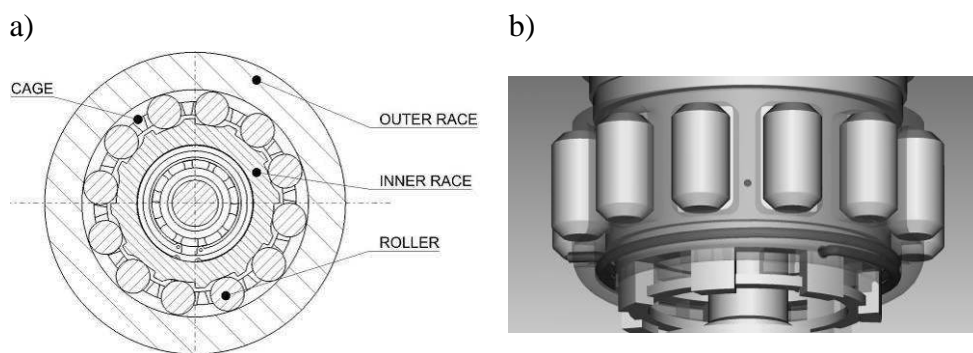 a)
b)
CAGE
OUTER RACE
INNER RACE
ROLLER